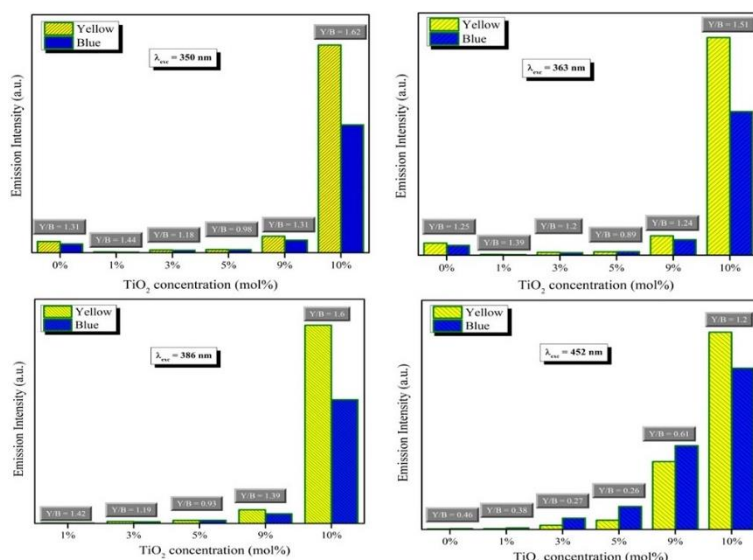 Yellow
Blue
λexc = 350 nm
Y/B = 1.62
Y/B = 1.31
Y/B = 1.44
Y/B = 1.18
Y/B = 0.98
Y/B = 1.31
Emission Intensity (a.u.)
0% 1% 3% 5% 9% 10%
TiO2 concentration (mol%)
Yellow
Blue
λexc = 363 nm
Y/B = 1.51
Y/B = 1.25
Y/B = 1.39
Y/B = 1.2
Y/B = 0.89
Y/B = 1.24
Emission Intensity (a.u.)
0% 1% 3% 5% 9% 10%
TiO2 concentration (mol%)
Yellow
Blue
λexc = 386 nm
Y/B = 1.6
Y/B = 1.42
Y/B = 1.19
Y/B = 0.93
Y/B = 1.39
Emission Intensity (a.u.)
1% 3% 5% 9% 10%
TiO2 concentration (mol%)
Yellow
Blue
λexc = 452 nm
Y/B = 1.2
Y/B = 0.46
Y/B = 0.38
Y/B = 0.27
Y/B = 0.26
Y/B = 0.61
Emission Intensity (a.u.)
0% 1% 3% 5% 9% 10%
TiO2 concentration (mol%)